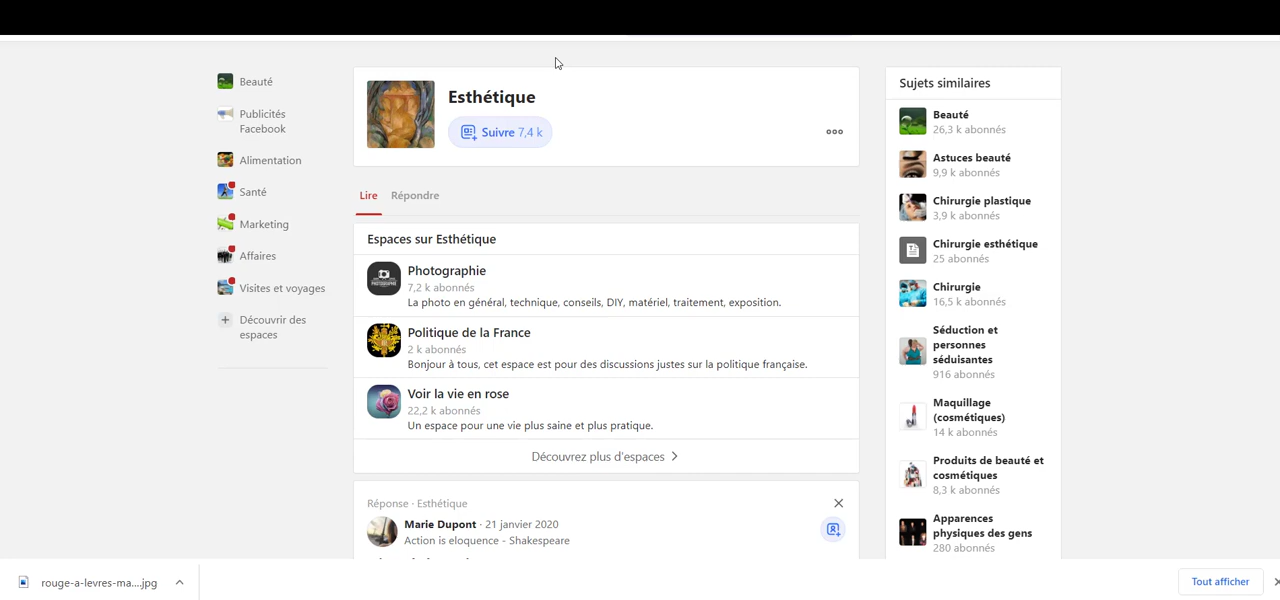 Beauté
Publicités
Facebook
Alimentation
Santé
Marketing
Affaires
Visites et voyages
Découvrir des
espaces
Esthétique
Suivre 7,4 k
Lire
Répondre
Espaces sur Esthétique
Photographie
7,2 k abonnés
La photo en général, technique, conseils, DIY, matériel, traitement, exposition.
Politique de la France
2 k abonnés
Bonjour à tous, cet espace est pour des discussions justes sur la politique française.
Voir la vie en rose
22,2 k abonnés
Un espace pour une vie plus saine et plus pratique.
Découvrez plus d'espaces
Réponse · Esthétique
Marie Dupont · 21 janvier 2020
Action is eloquence - Shakespeare
Sujets similaires
Beauté
26,3 k abonnés
Astuces beauté
9,9 k abonnés
Chirurgie plastique
3,9 k abonnés
Chirurgie esthétique
25 abonnés
Chirurgie
16,5 k abonnés
Séduction et
personnes
séduisantes
916 abonnés
Maquillage
(cosmétiques)
14 k abonnés
Produits de beauté et
cosmétiques
8,3 k abonnés
Apparences
physiques des gens
280 abonnés
rouge-a-levres-ma....jpg
Tout afficher